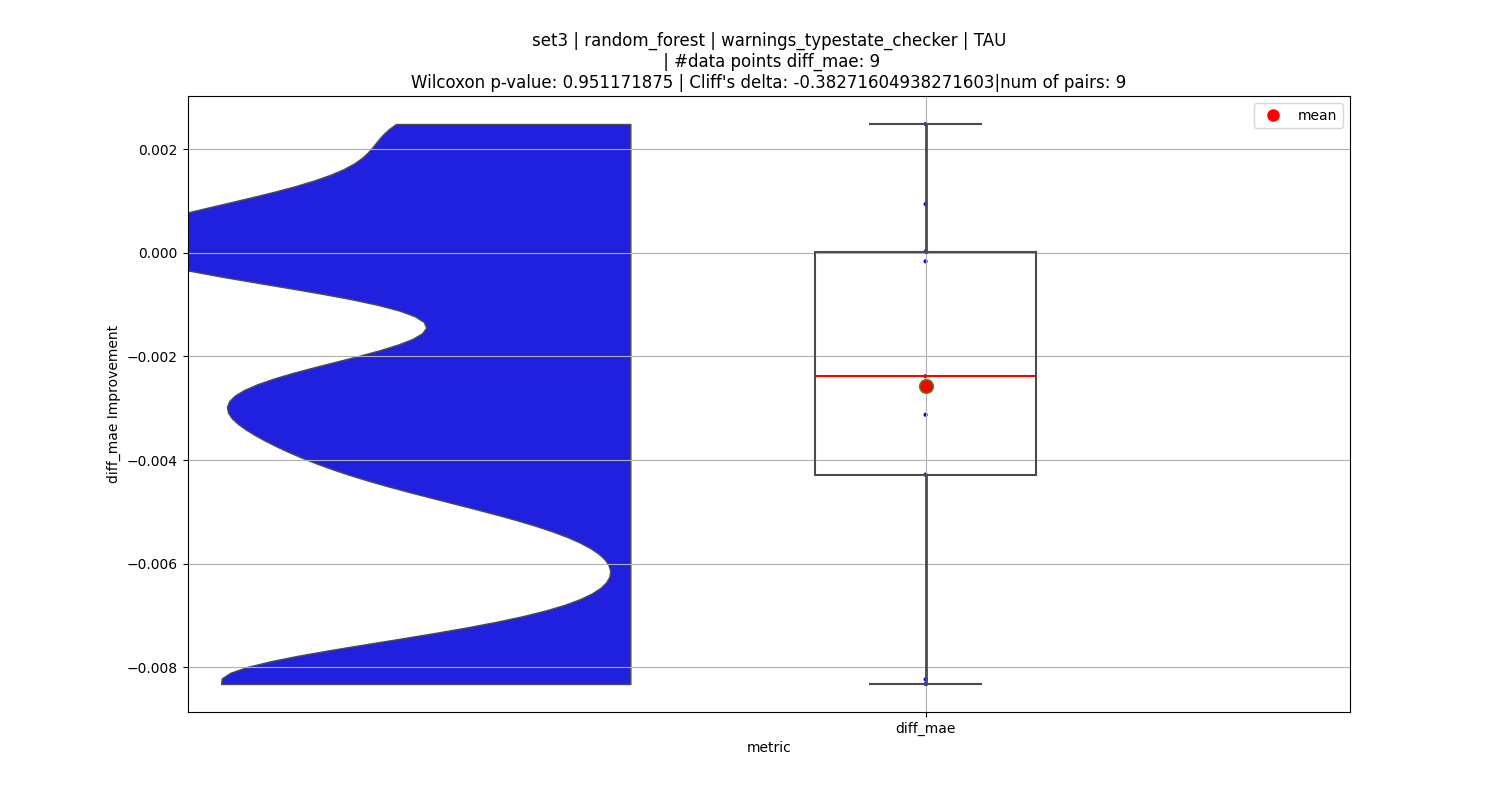 set3 | random_forest | warnings_typestate_checker | TAU
| #data points diff_mae: 9
Wilcoxon p-value: 0.951171875 | Cliff's delta: -0.38271604938271603|num of pairs: 9
mean
0.002
0.000
−0.002
−0.004
−0.006
−0.008
diff_mae Improvement
diff_mae
metric